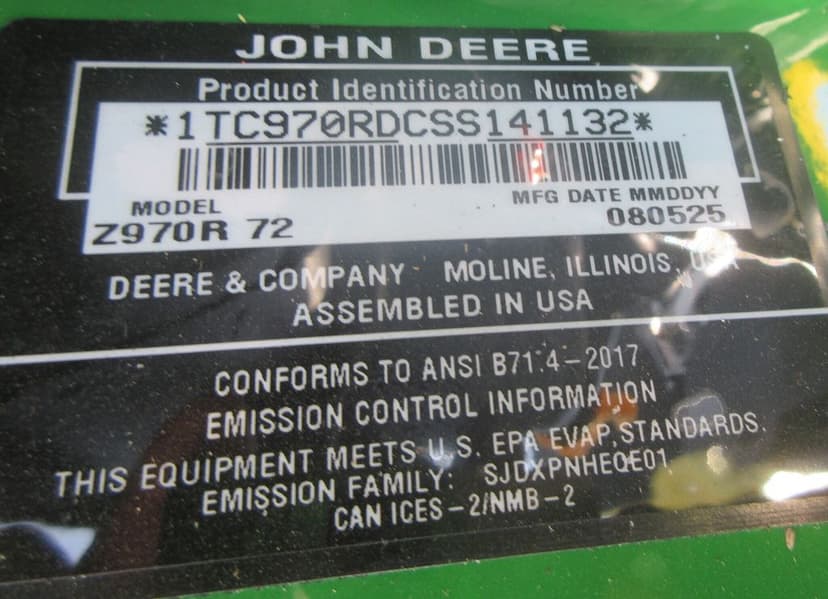 JOHN DEERE
Product Identification Number
*1TC970RDCSS141132*
MODEL
Z970R 72
MFG DATE MMDDYY
080525
DEERE & COMPANY MOLINE, ILLINOIS, USA
ASSEMBLED IN USA
CONFORMS TO ANSI B71.4-2017
EMISSION CONTROL INFORMATION
THIS EQUIPMENT MEETS U.S. EPA EVAP STANDARDS.
EMISSION FAMILY: SJDXPNHEQE01
CAN ICES-2/NMB-2